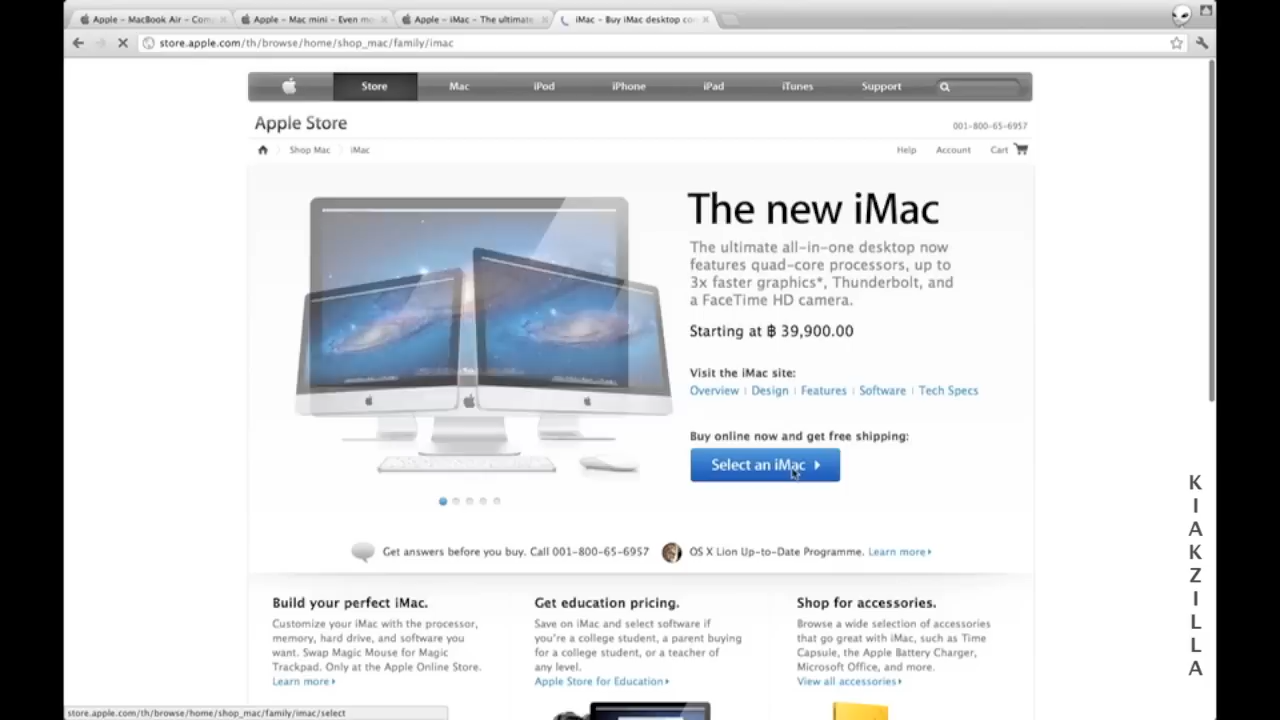 Apple – MacBook Air – Com
Apple – Mac mini – Even mo
Apple – iMac – The ultimate
iMac – Buy iMac desktop co
store.apple.com/th/browse/home/shop_mac/family/imac
Store
Mac
iPod
iPhone
iPad
iTunes
Support
Apple Store
001-800-65-6957
Shop Mac
iMac
Help
Account
Cart
The new iMac
The ultimate all-in-one desktop now
features quad-core processors, up to
3x faster graphics*, Thunderbolt, and
a FaceTime HD camera.
Starting at ฿ 39,900.00
Visit the iMac site:
Overview | Design | Features | Software | Tech Specs
Buy online now and get free shipping:
Select an iMac
Get answers before you buy. Call 001-800-65-6957
OS X Lion Up-to-Date Programme. Learn more
Build your perfect iMac.
Customize your iMac with the processor,
memory, hard drive, and software you
want. Swap Magic Mouse for Magic
Trackpad. Only at the Apple Online Store.
Learn more
Get education pricing.
Save on iMac and select software if
you're a college student, a parent buying
for a college student, or a teacher of
any level.
Apple Store for Education
Shop for accessories.
Browse a wide selection of accessories
that go great with iMac, such as Time
Capsule, the Apple Battery Charger,
Microsoft Office, and more.
View all accessories
store.apple.com/th/browse/home/shop_mac/family/imac/select
KIAKZILLA